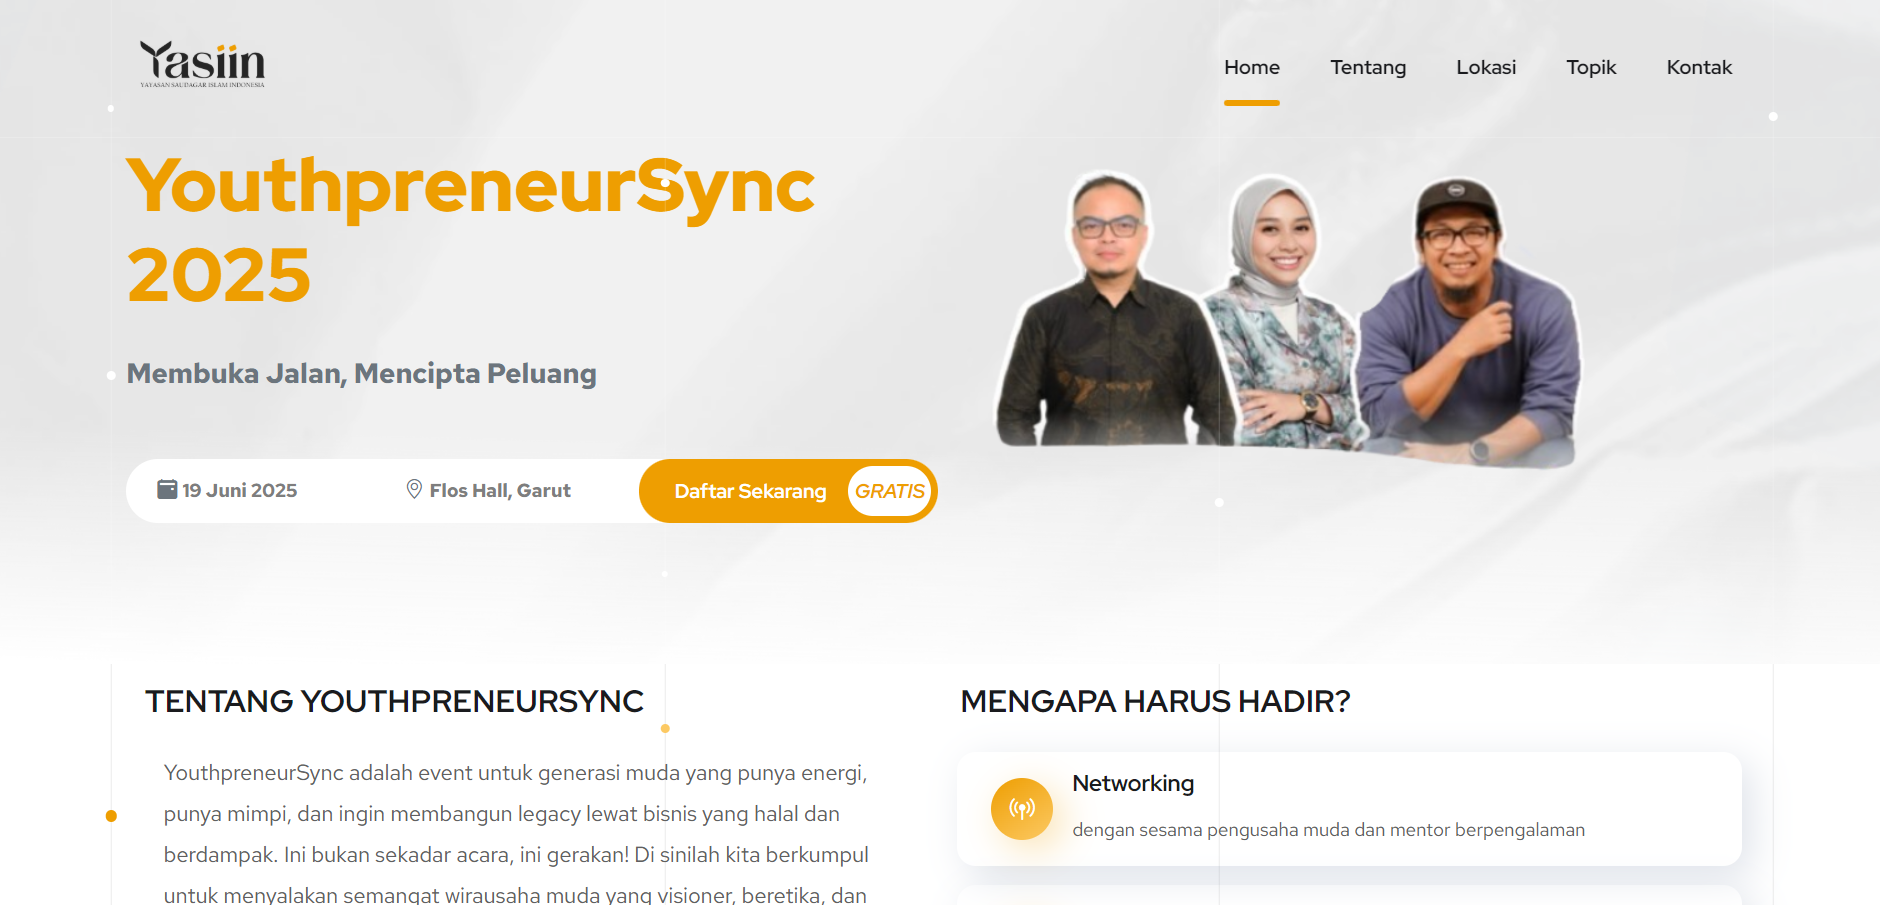 Yasiin
YAYASAN SAUDAGAR ISLAM INDONESIA
Home Tentang Lokasi Topik Kontak
YouthpreneurSync
2025
Membuka Jalan, Mencipta Peluang
19 Juni 2025 Flos Hall, Garut Daftar Sekarang GRATIS
TENTANG YOUTHPRENEURSYNC
YouthpreneurSync adalah event untuk generasi muda yang punya energi,
punya mimpi, dan ingin membangun legacy lewat bisnis yang halal dan
berdampak. Ini bukan sekadar acara, ini gerakan! Di sinilah kita berkumpul
untuk menyalakan semangat wirausaha muda yang visioner, beretika, dan
MENGAPA HARUS HADIR?
Networking
dengan sesama pengusaha muda dan mentor berpengalaman